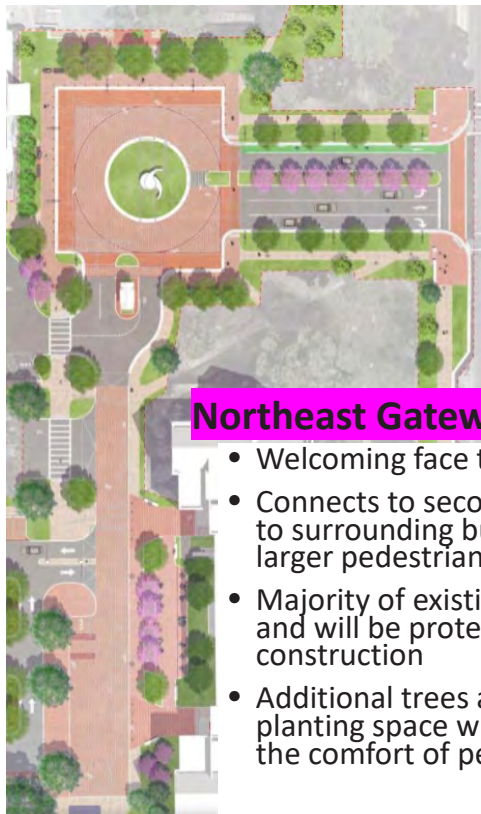 Northeast Gatew
• Welcoming face t
• Connects to seco
to surrounding bu
larger pedestrian
• Majority of existi
and will be prote
construction
• Additional trees a
planting space w
the comfort of pe